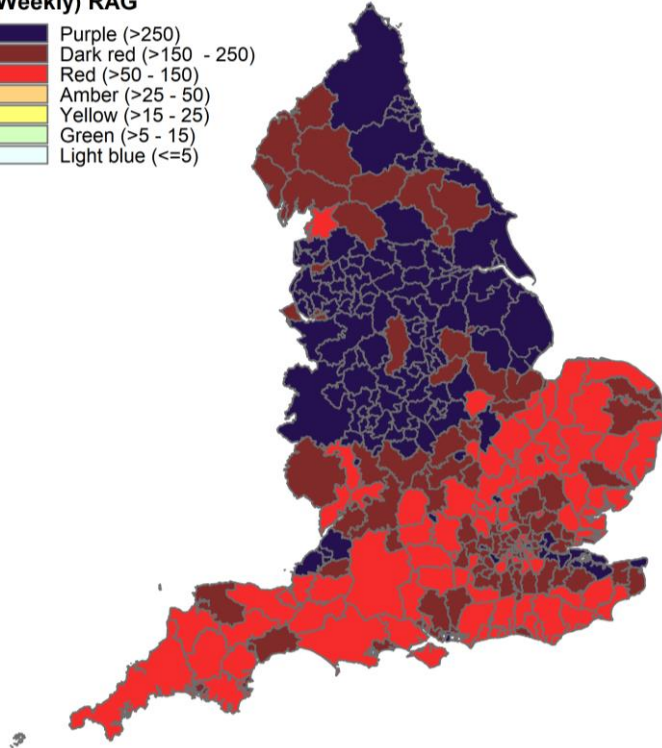 Weekly) RAG
Purple (>250)
Dark red (>150 - 250)
Red (>50 - 150)
Amber (>25 - 50)
Yellow (>15 - 25)
Green (>5 - 15)
Light blue (<=5)